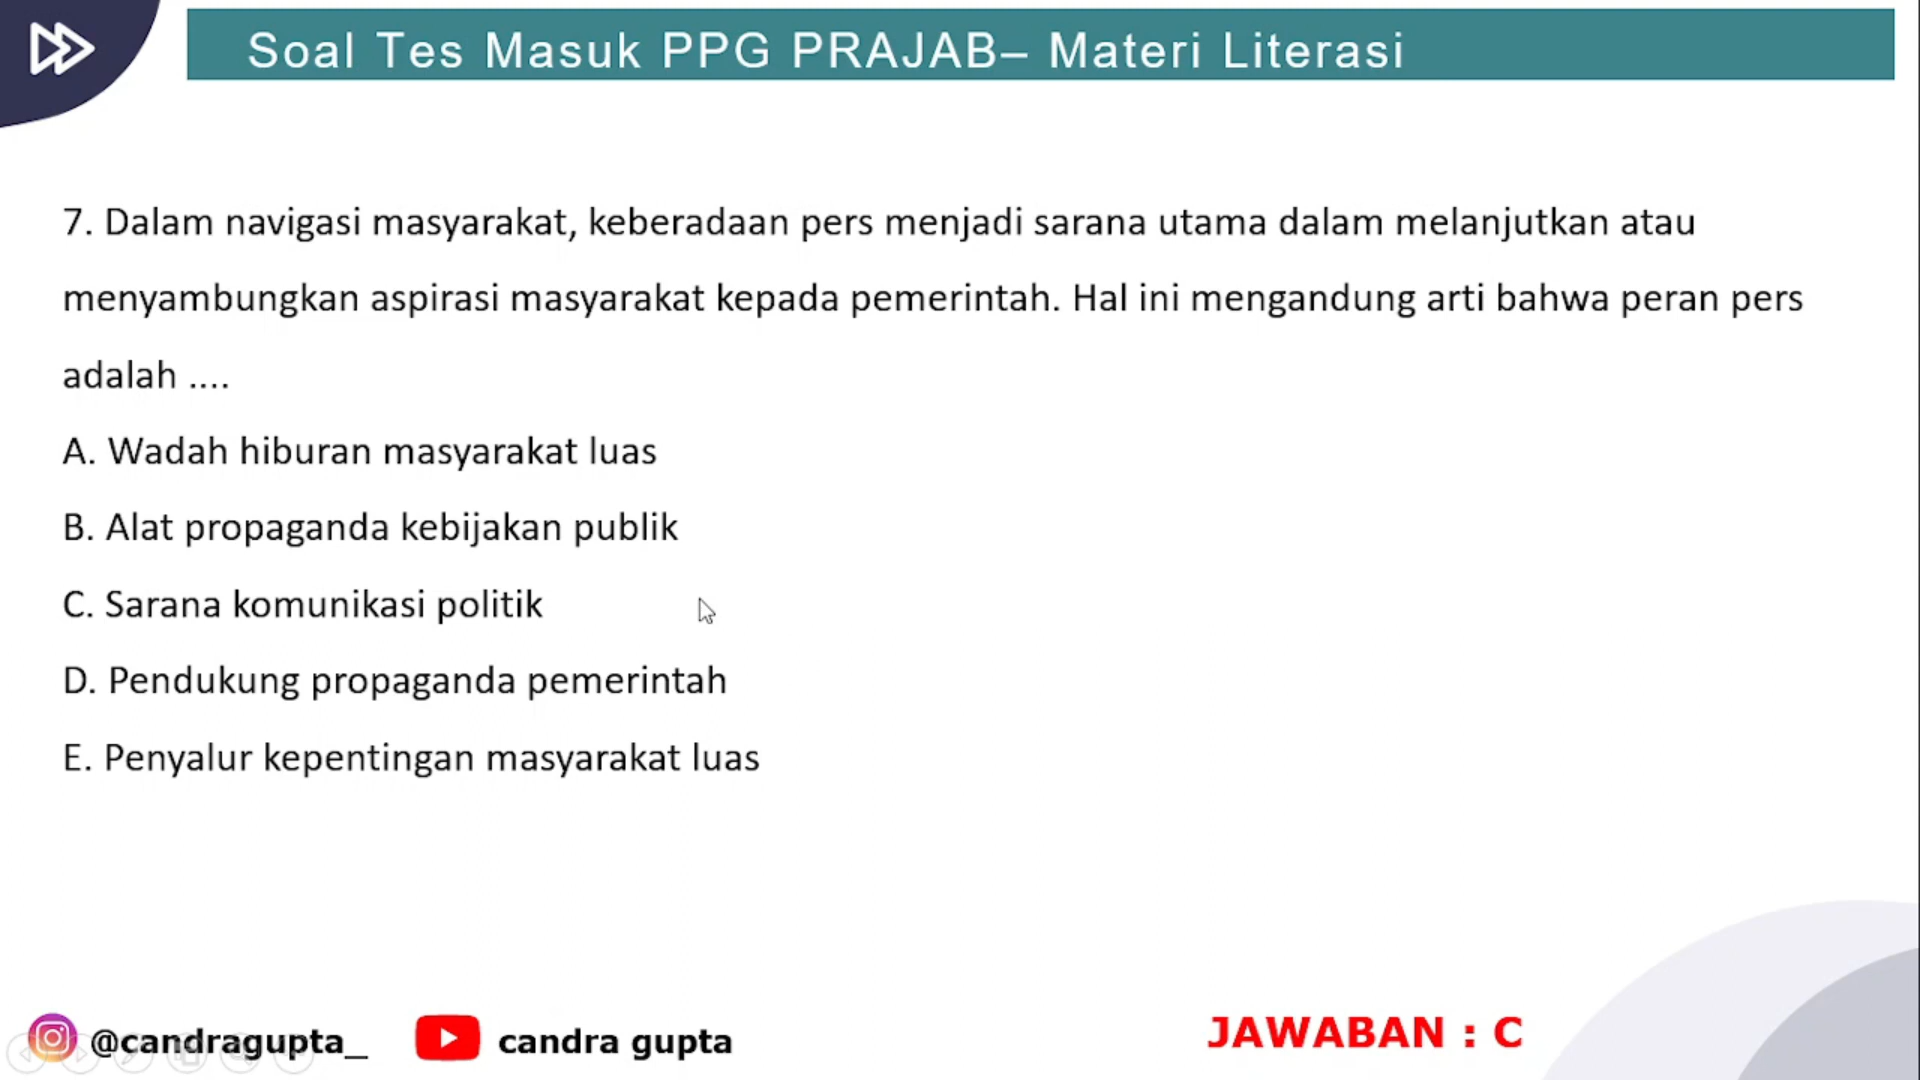 Soal Tes Masuk PPG PRAJAB– Materi Literasi
7. Dalam navigasi masyarakat, keberadaan pers menjadi sarana utama dalam melanjutkan atau
menyambungkan aspirasi masyarakat kepada pemerintah. Hal ini mengandung arti bahwa peran pers
adalah ....
A. Wadah hiburan masyarakat luas
B. Alat propaganda kebijakan publik
C. Sarana komunikasi politik
D. Pendukung propaganda pemerintah
E. Penyalur kepentingan masyarakat luas
@candragupta_ candra gupta JAWABAN : C